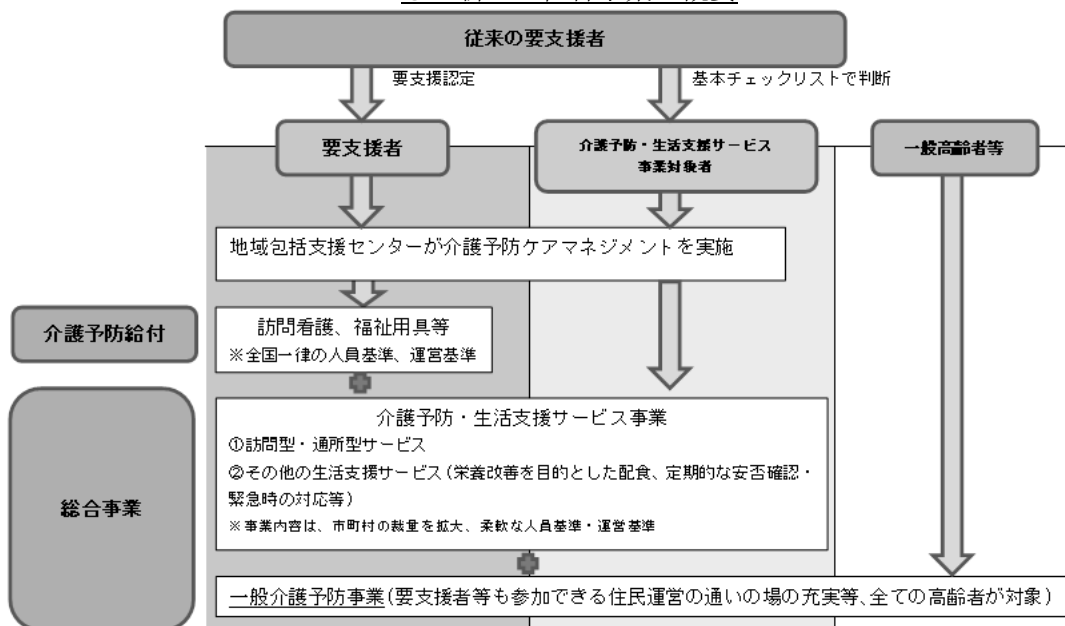 従来の要支援者
要支援認定
基本チェックリストで判断
要支援者
介護予防・生活支援サービス
事業対象者
一般高齢者等
地域包括支援センターが介護予防ケアマネジメントを実施
介護予防給付
訪問看護、福祉用具等
※全国一律の人員基準、運営基準
総合事業
介護予防・生活支援サービス事業
①訪問型・通所型サービス
②その他の生活支援サービス(栄養改善を目的とした配食、定期的な安否確認・
緊急時の対応等)
※事業内容は、市町村の裁量を拡大、柔軟な人員基準・運営基準
一般介護予防事業(要支援者等も参加できる住民運営の通いの場の充実等、全ての高齢者が対象)